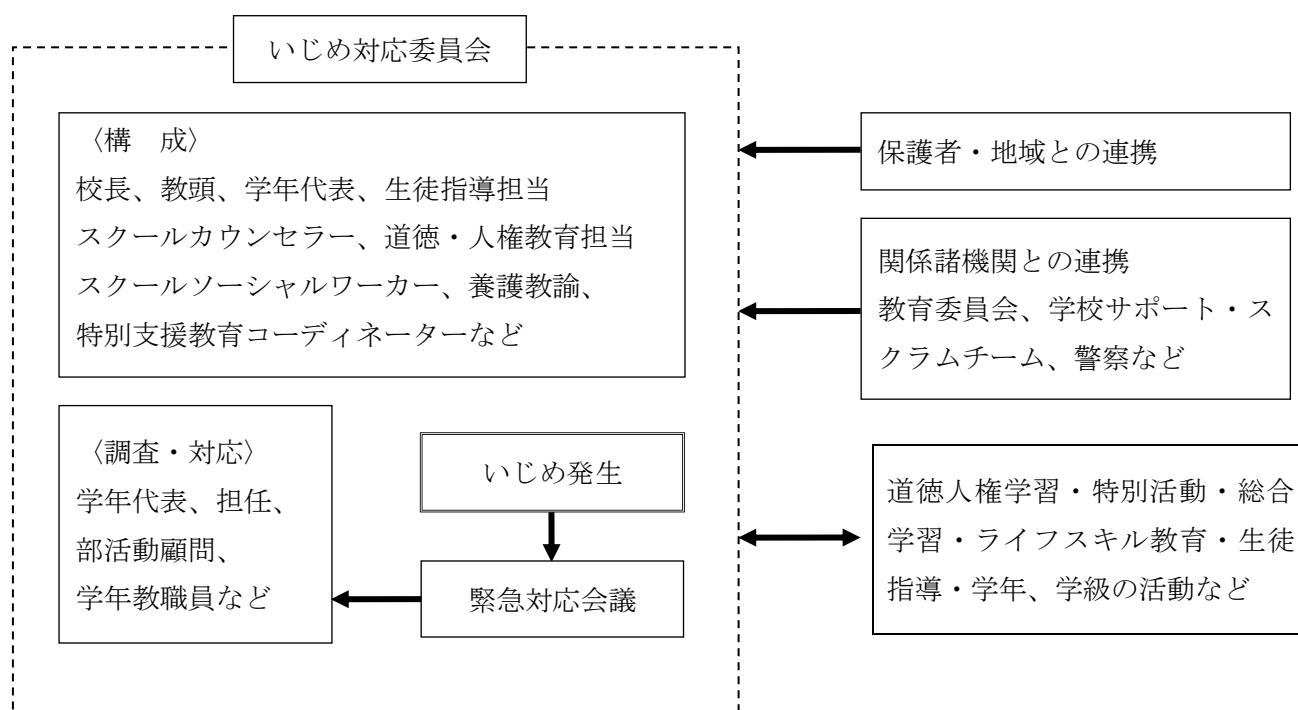 いじめ対応委員会
〈構　成〉
校長、教頭、学年代表、生徒指導担当
スクールカウンセラー、道徳・人権教育担当
スクールソーシャルワーカー、養護教諭、
特別支援教育コーディネーターなど
保護者・地域との連携
関係諸機関との連携
教育委員会、学校サポート・ス
クラムチーム、警察など
〈調査・対応〉
学年代表、担任、
部活動顧問、
学年教職員など
いじめ発生
緊急対応会議
道徳人権学習・特別活動・総合
学習・ライフスキル教育・生徒
指導・学年、学級の活動など